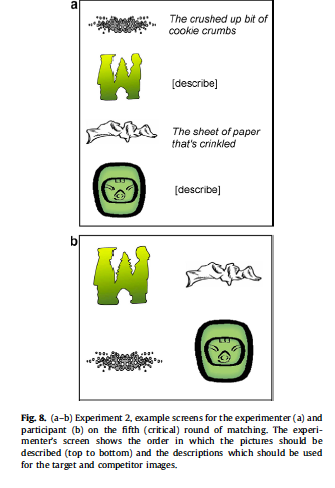 a
The crushed up bit of
cookie crumbs
[describe]
The sheet of paper
that's crinkled
[describe]
b
Fig. 8. (a–b) Experiment 2, example screens for the experimenter (a) and
participant (b) on the fifth (critical) round of matching. The experi-
menter's screen shows the order in which the pictures should be
described (top to bottom) and the descriptions which should be used
for the target and competitor images.